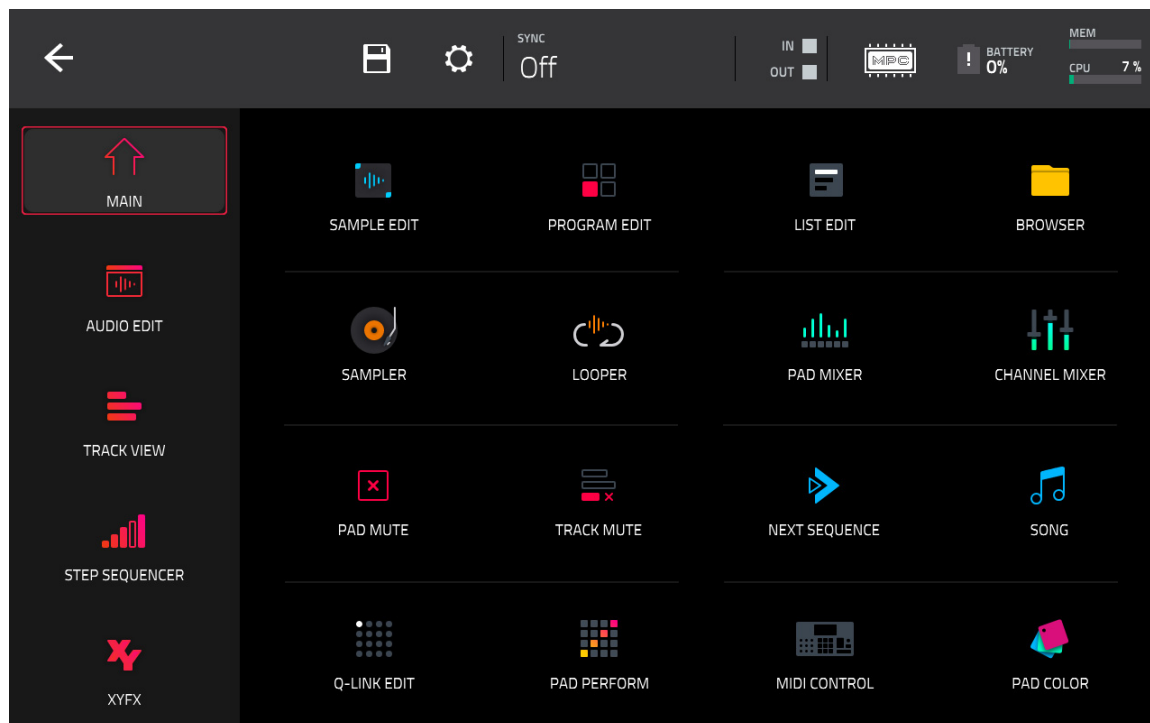 SYNC
Off
IN
OUT
MPC
BATTERY
0%
MEM
CPU 7 %
MAIN
AUDIO EDIT
TRACK VIEW
STEP SEQUENCER
XYFX
SAMPLE EDIT
PROGRAM EDIT
LIST EDIT
BROWSER
SAMPLER
LOOPER
PAD MIXER
CHANNEL MIXER
PAD MUTE
TRACK MUTE
NEXT SEQUENCE
SONG
Q-LINK EDIT
PAD PERFORM
MIDI CONTROL
PAD COLOR